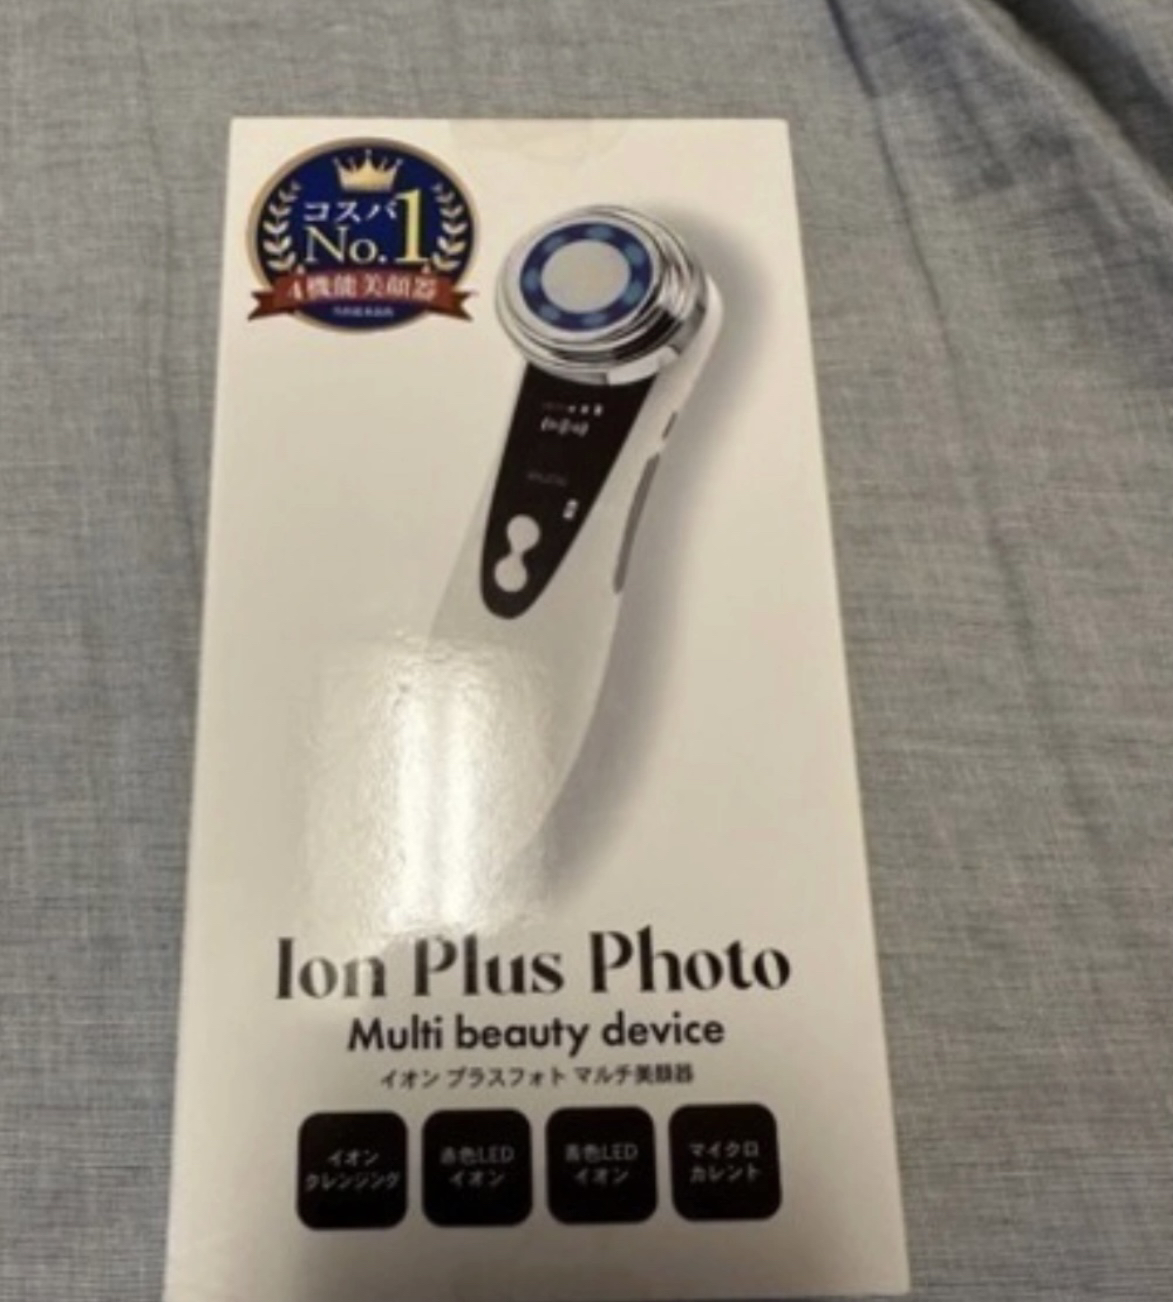 コスパ
No.1
4機能美顔器
Ion Plus Photo
Multi beauty device
イオン プラスフォト マルチ美顔器
イオン
クレンジング
赤色LED
イオン
青色LED
イオン
マイクロ
カレント